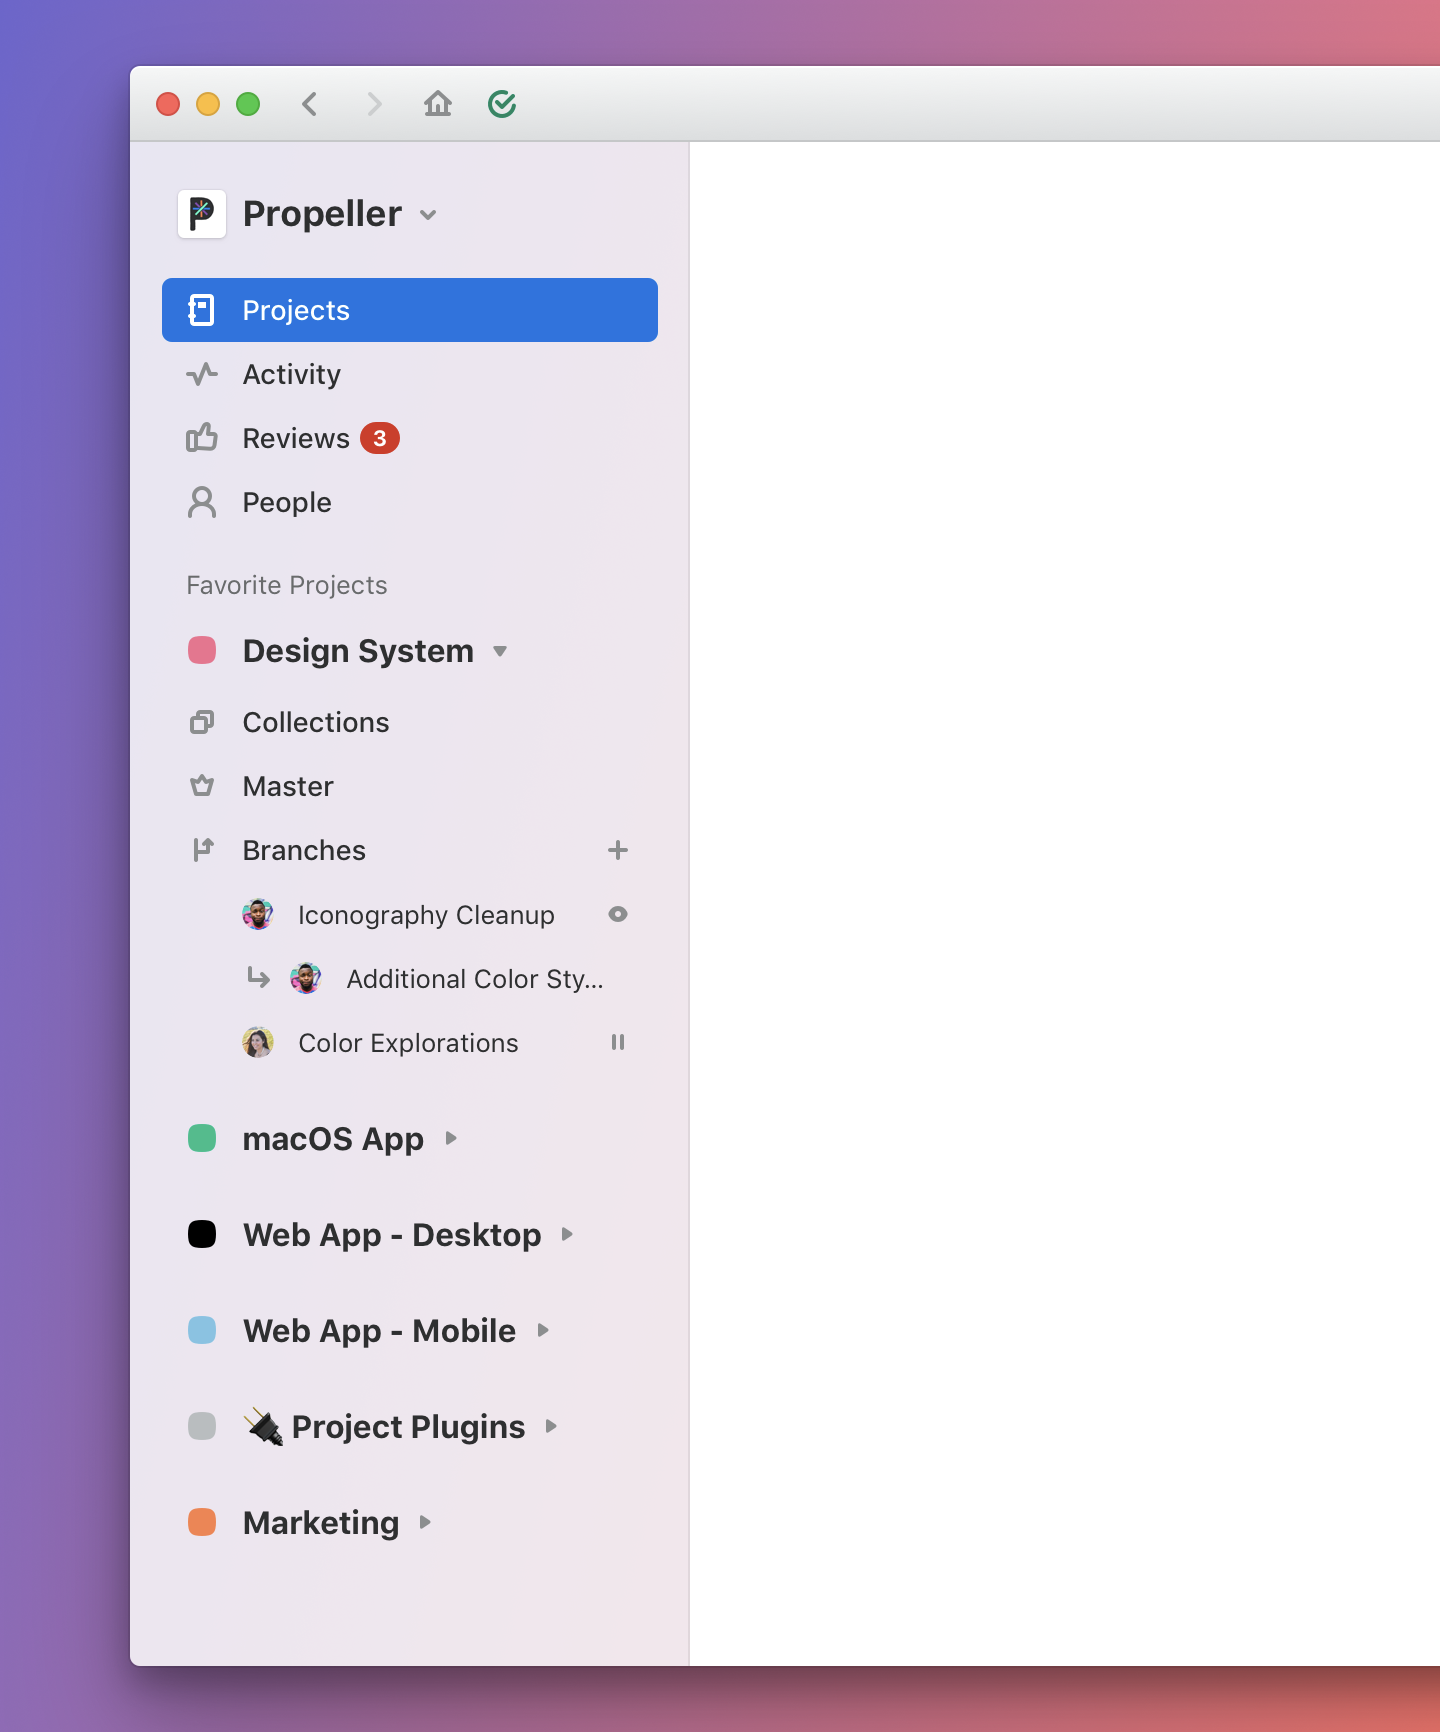 Propeller
Projects
Activity
Reviews 3
People
Favorite Projects
Design System
Collections
Master
Branches
Iconography Cleanup
Additional Color Sty...
Color Explorations
macOS App
Web App - Desktop
Web App - Mobile
🔌 Project Plugins
Marketing